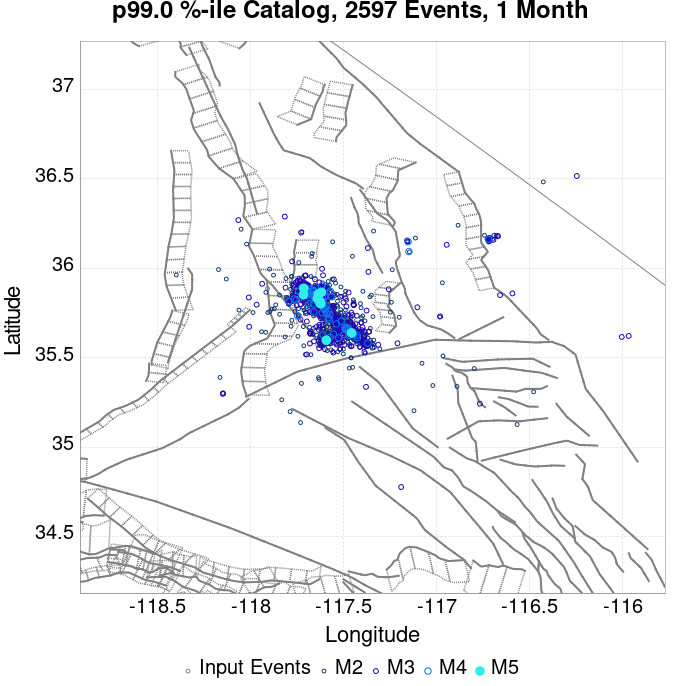 p99.0 %-ile Catalog, 2597 Events, 1 Month
37
36.5
36
35.5
35
34.5
Latitude
-118.5 -118 -117.5 -117 -116.5 -116
Longitude
Input Events M2 M3 M4 M5